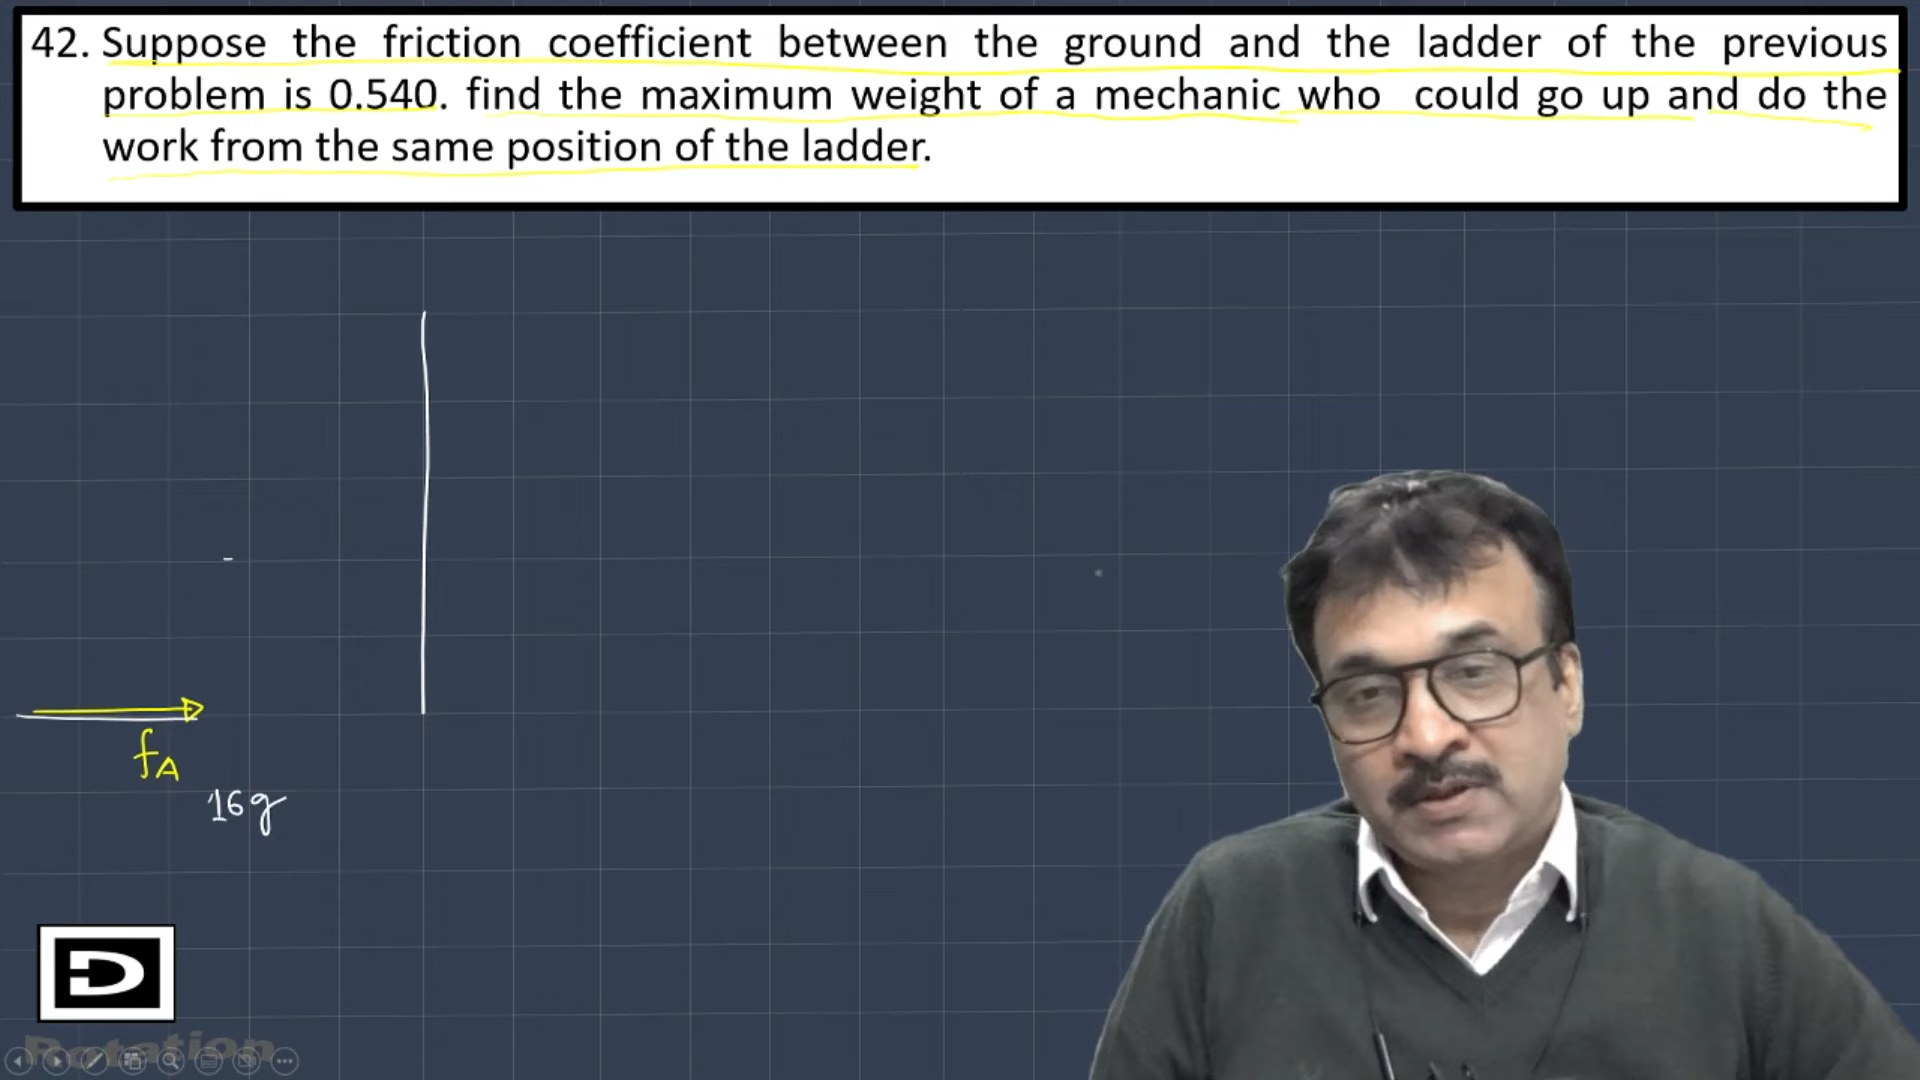 42. Suppose the friction coefficient between the ground and the ladder of the previous
problem is 0.540. find the maximum weight of a mechanic who could go up and do the
work from the same position of the ladder.
fA
16g
D
Rotation